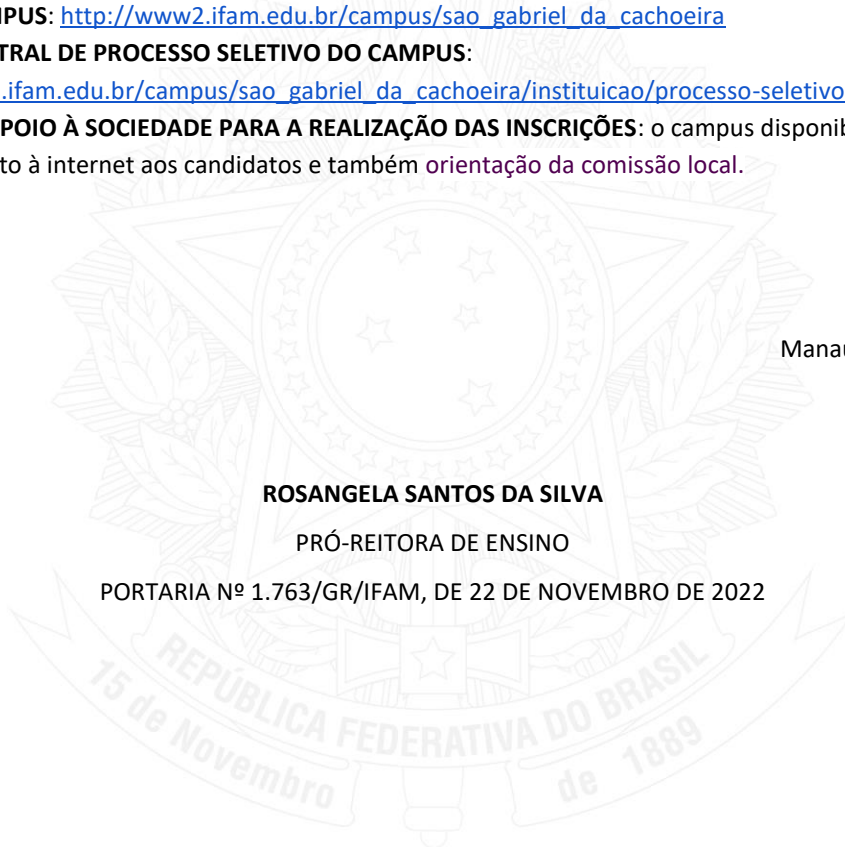 MPUS: http://www2.ifam.edu.br/campus/sao_gabriel_da_cachoeira
TRAL DE PROCESSO SELETIVO DO CAMPUS:
.ifam.edu.br/campus/sao_gabriel_da_cachoeira/instituicao/processo-seletivo
POIO À SOCIEDADE PARA A REALIZAÇÃO DAS INSCRIÇÕES: o campus disponib
to à internet aos candidatos e também orientação da comissão local.
Manau
ROSANGELA SANTOS DA SILVA
PRÓ-REITORA DE ENSINO
PORTARIA Nº 1.763/GR/IFAM, DE 22 DE NOVEMBRO DE 2022
REPÚBLICA FEDERATIVA DO BRASIL
15 de Novembro de 1889